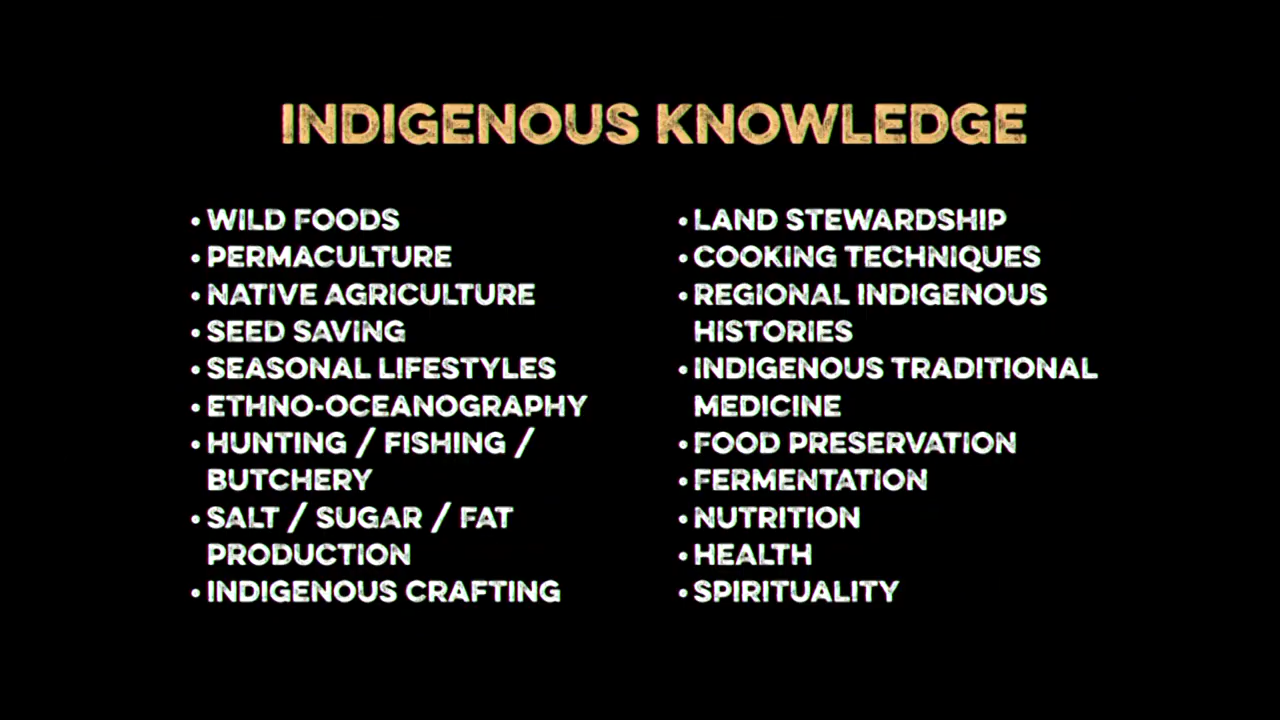 INDIGENOUS KNOWLEDGE
• WILD FOODS
• PERMACULTURE
• NATIVE AGRICULTURE
• SEED SAVING
• SEASONAL LIFESTYLES
• ETHNO-OCEANOGRAPHY
• HUNTING / FISHING /
BUTCHERY
• SALT / SUGAR / FAT
PRODUCTION
• INDIGENOUS CRAFTING
• LAND STEWARDSHIP
• COOKING TECHNIQUES
• REGIONAL INDIGENOUS
HISTORIES
• INDIGENOUS TRADITIONAL
MEDICINE
• FOOD PRESERVATION
• FERMENTATION
• NUTRITION
• HEALTH
• SPIRITUALITY